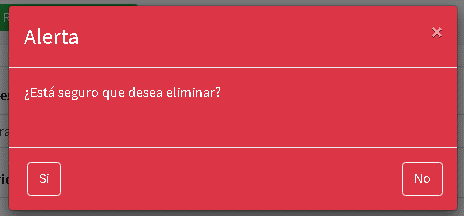 Alerta
×
¿Está seguro que desea eliminar?
Sí
No